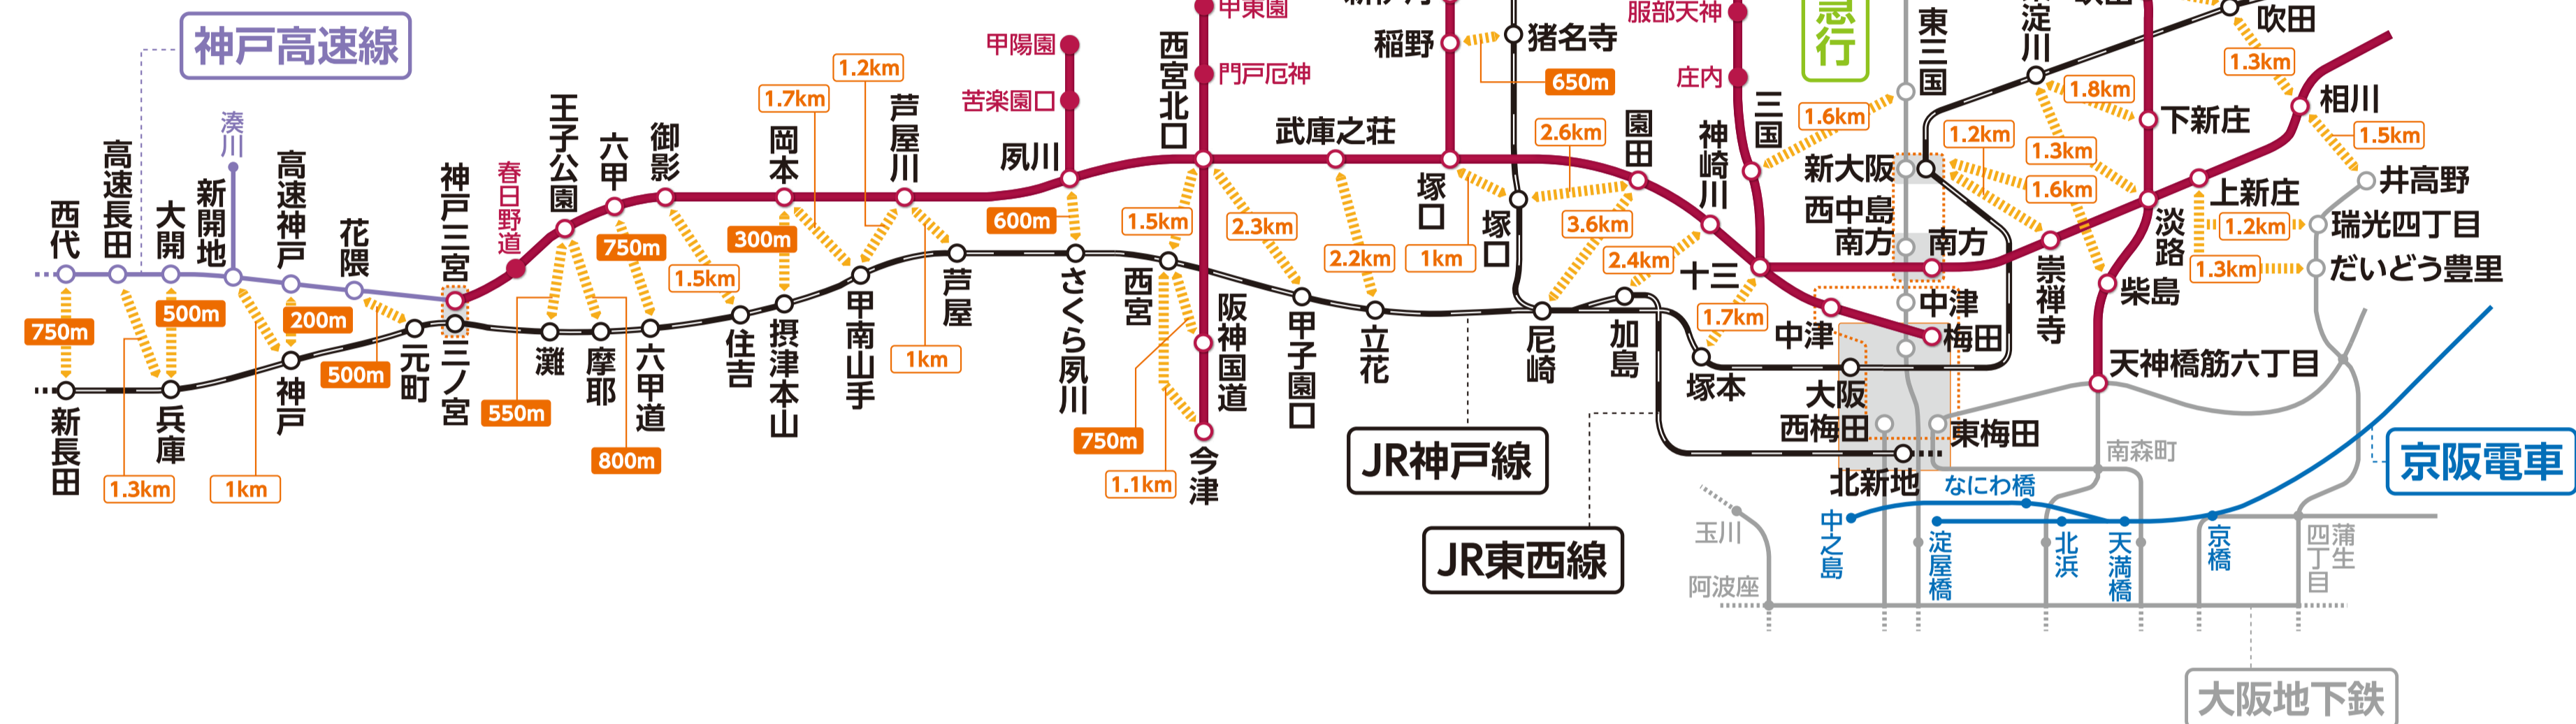 神戸高速線
甲東園
甲陽園
苦楽園口
西宮北口
門戸厄神
稲野
猪名寺
650m
服部天神
庄内
急行
東三国
吹田
1.3km
1.8km
相川
1.5km
下新庄
井高野
瑞光四丁目
だいどう豊里
上新庄
1.2km
1.3km
淡路
柴島
崇禅寺
天神橋筋六丁目
1.2km
1.3km
1.6km
1.6km
三国
新大阪
西中島
南方
南方
神崎川
園田
2.6km
3.6km
2.4km
1.7km
十三
中津
中津
梅田
大阪
西梅田
東梅田
北新地
塚本
加島
尼崎
塚口
塚口
1km
武庫之荘
2.2km
2.3km
立花
甲子園口
夙川
600m
1.5km
西宮
さくら夙川
阪神国道
今津
750m
1.1km
芦屋川
1.2km
1.7km
岡本
御影
六甲
王子公園
春日野道
神戸三宮
三ノ宮
花隈
高速神戸
湊川
新開地
大開
高速長田
西代
750m
500m
200m
500m
1.3km
1km
新長田
兵庫
神戸
元町
550m
750m
800m
1.5km
300m
1km
灘
摩耶
六甲道
住吉
摂津本山
甲南山手
芦屋
JR神戸線
JR東西線
京阪電車
なにわ橋
中之島
淀屋橋
北浜
天満橋
京橋
南森町
蒲生
四丁目
玉川
阿波座
大阪地下鉄